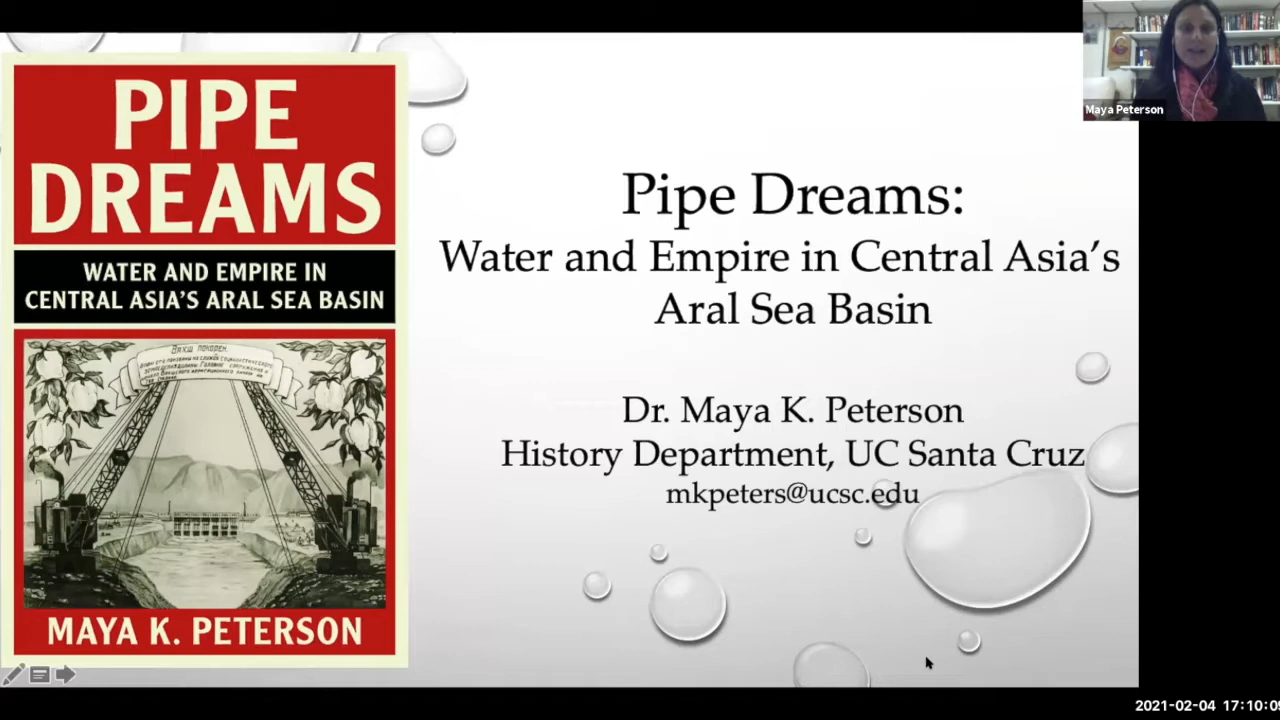 PIPE
DREAMS
WATER AND EMPIRE IN
CENTRAL ASIA'S ARAL SEA BASIN
Вахш покорен.
MAYA K. PETERSON
Pipe Dreams:
Water and Empire in Central Asia's
Aral Sea Basin
Dr. Maya K. Peterson
History Department, UC Santa Cruz
mkpeters@ucsc.edu
Maya Peterson
2021-02-04 17:10:0